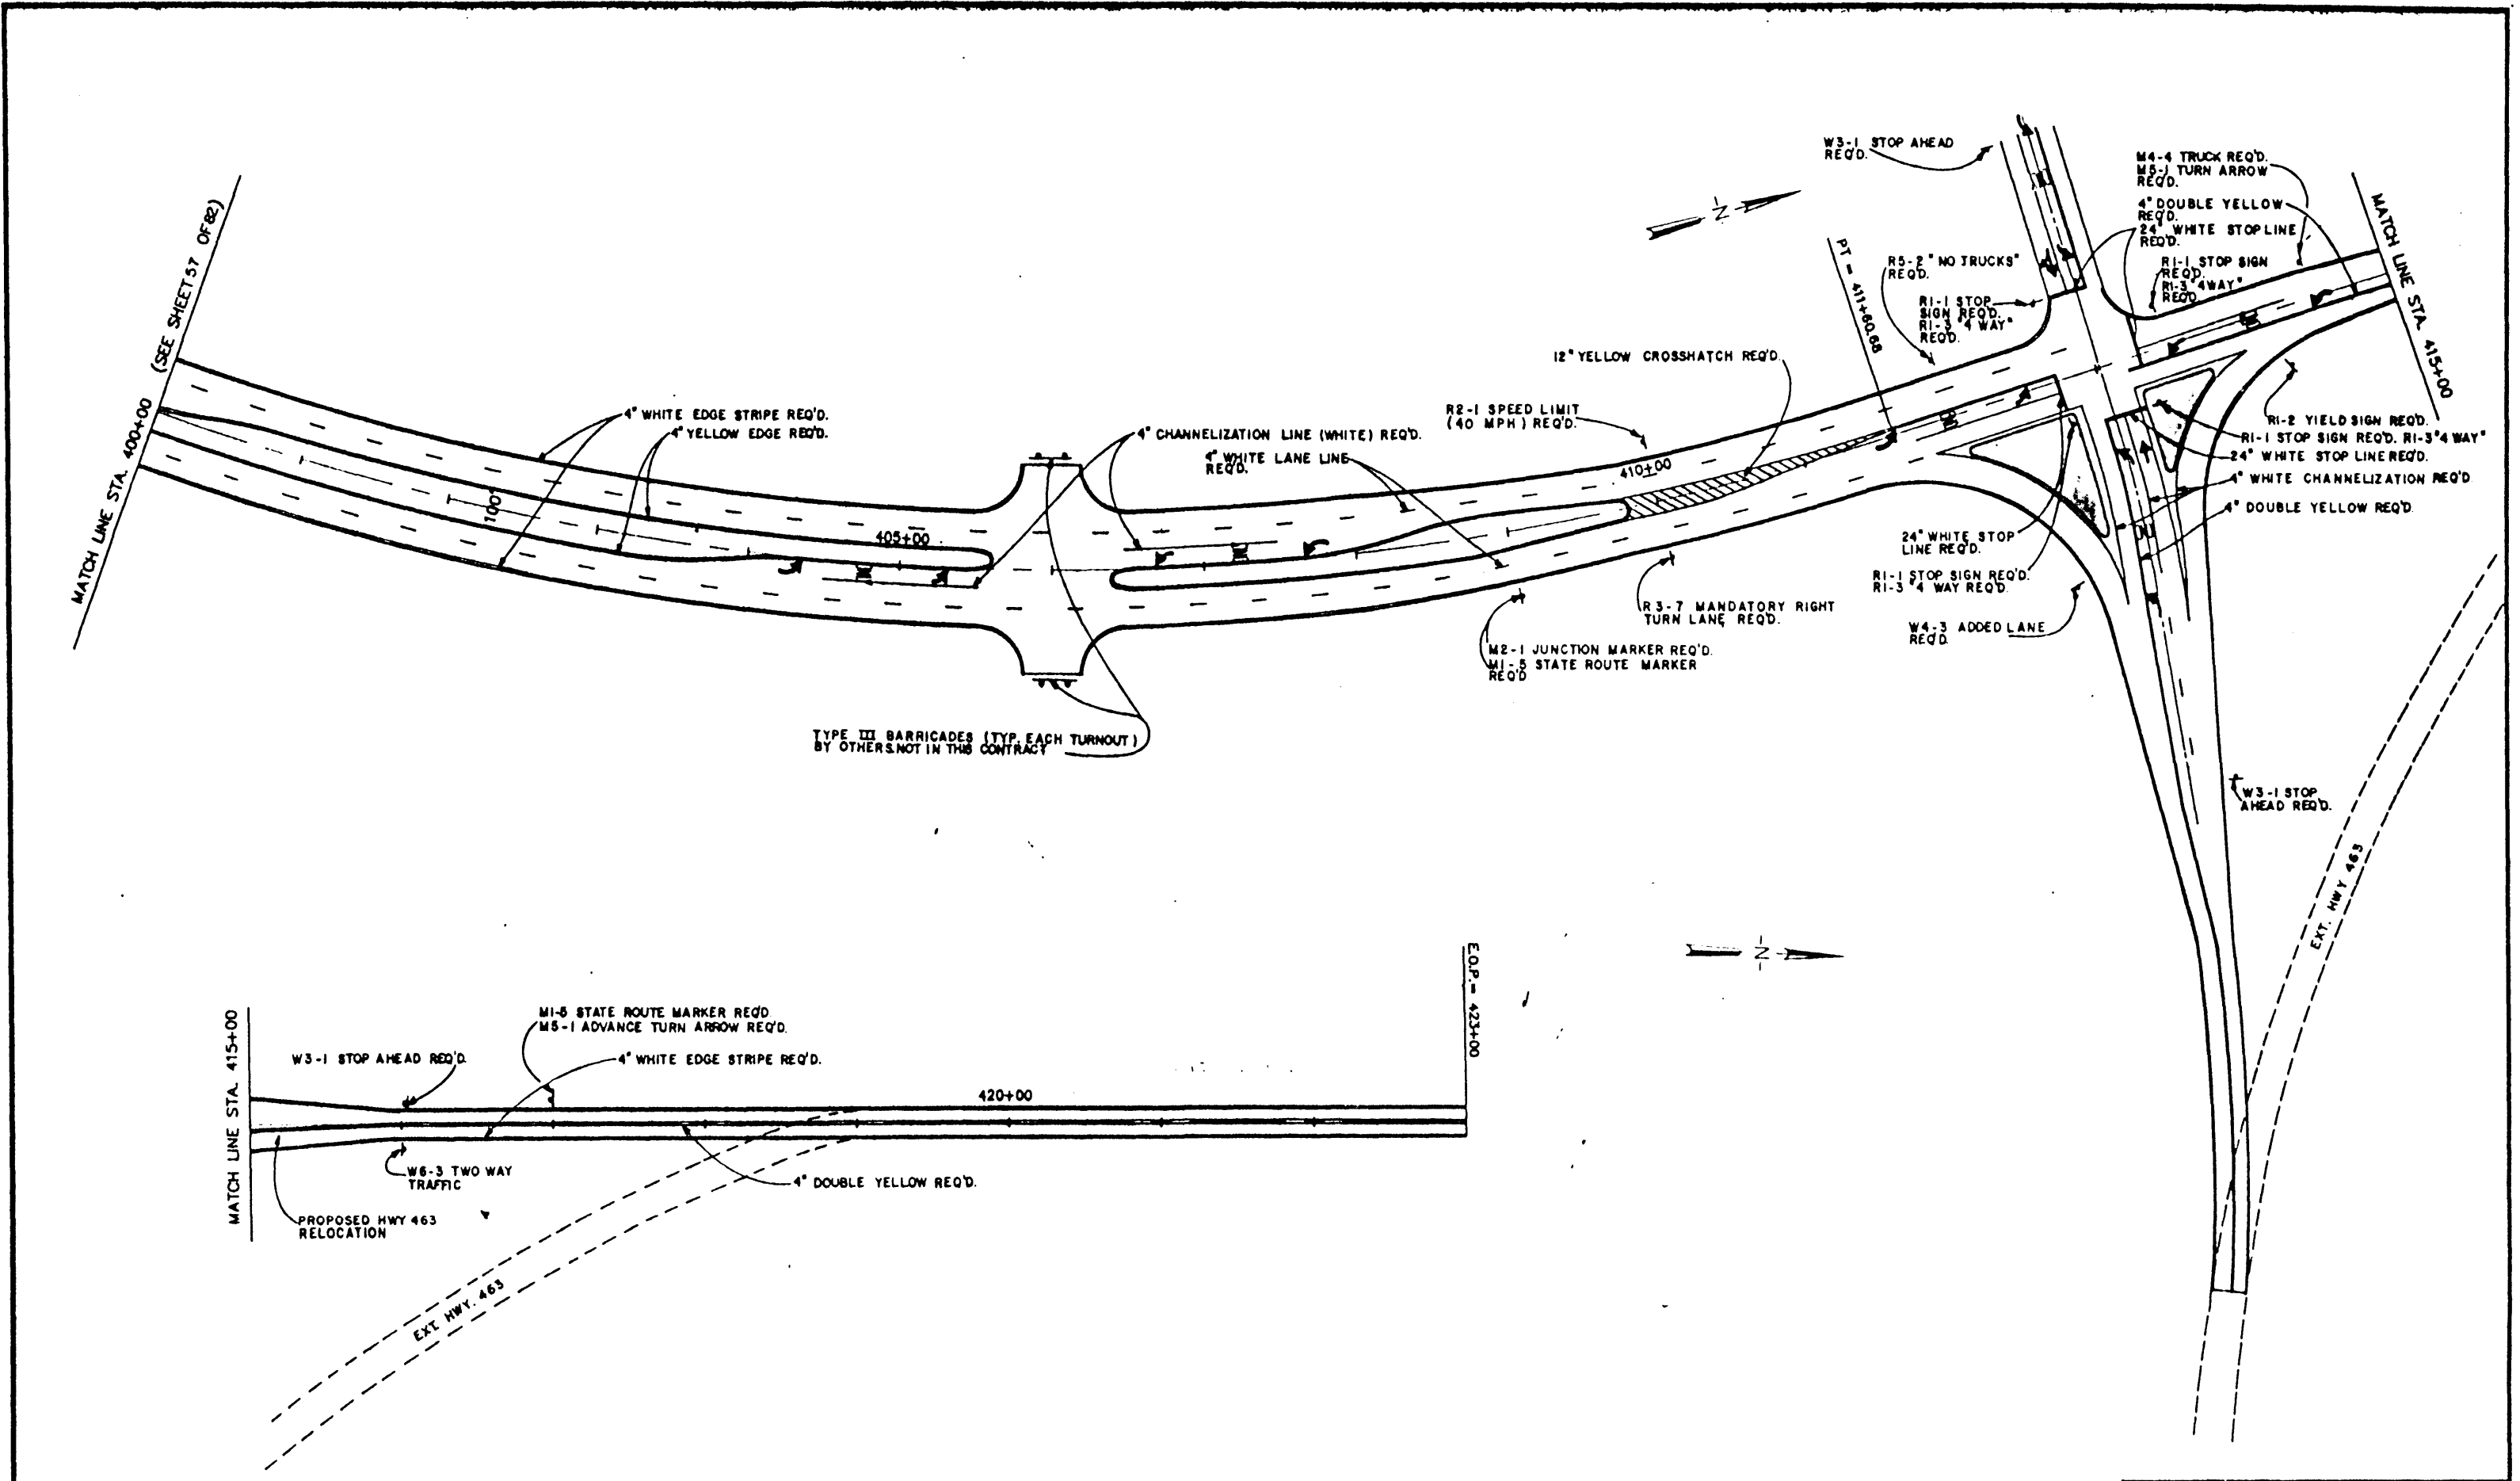 W3-1 STOP AHEAD
REQ'D.
M4-4 TRUCK REQ'D.
M5-1 TURN ARROW
REQ'D.
4" DOUBLE YELLOW
REQ'D.
24" WHITE STOP LINE
REQ'D.
R1-1 STOP SIGN
REQ'D.
R1-3 "4WAY"
REQ'D.
MATCH LINE STA. 415+00
N
PT = 411+60.68
R5-2 "NO TRUCKS"
REQ'D.
R1-1 STOP
SIGN REQ'D.
R1-3 "4 WAY"
REQ'D.
12" YELLOW CROSSHATCH REQ'D.
MATCH LINE STA. 400+00 (SEE SHEET 57 OF 82)
4" WHITE EDGE STRIPE REQ'D.
4" YELLOW EDGE REQ'D.
100'
405+00
4" CHANNELIZATION LINE (WHITE) REQ'D.
4" WHITE LANE LINE
REQ'D.
R2-1 SPEED LIMIT
(40 MPH) REQ'D.
410+00
R1-2 YIELD SIGN REQ'D.
R1-1 STOP SIGN REQ'D. R1-3 "4 WAY"
24" WHITE STOP LINE REQ'D.
4" WHITE CHANNELIZATION REQ'D.
4" DOUBLE YELLOW REQ'D.
24" WHITE STOP
LINE REQ'D.
R1-1 STOP SIGN REQ'D.
R1-3 "4 WAY REQ'D.
W4-3 ADDED LANE
REQ'D.
R3-7 MANDATORY RIGHT
TURN LANE REQ'D.
M2-1 JUNCTION MARKER REQ'D.
M1-5 STATE ROUTE MARKER
REQ'D
TYPE III BARRICADES (TYP. EACH TURNOUT)
BY OTHERS.NOT IN THIS CONTRACT
W3-1 STOP
AHEAD REQ'D.
EXT. HWY 463
N
MATCH LINE STA. 415+00
W3-1 STOP AHEAD REQ'D.
M1-5 STATE ROUTE MARKER REQ'D.
M5-1 ADVANCE TURN ARROW REQ'D.
4" WHITE EDGE STRIPE REQ'D.
420+00
E.O.P. = 423+00
W6-3 TWO WAY
TRAFFIC
4" DOUBLE YELLOW REQ'D.
PROPOSED HWY 463
RELOCATION
EXT. HWY. 463